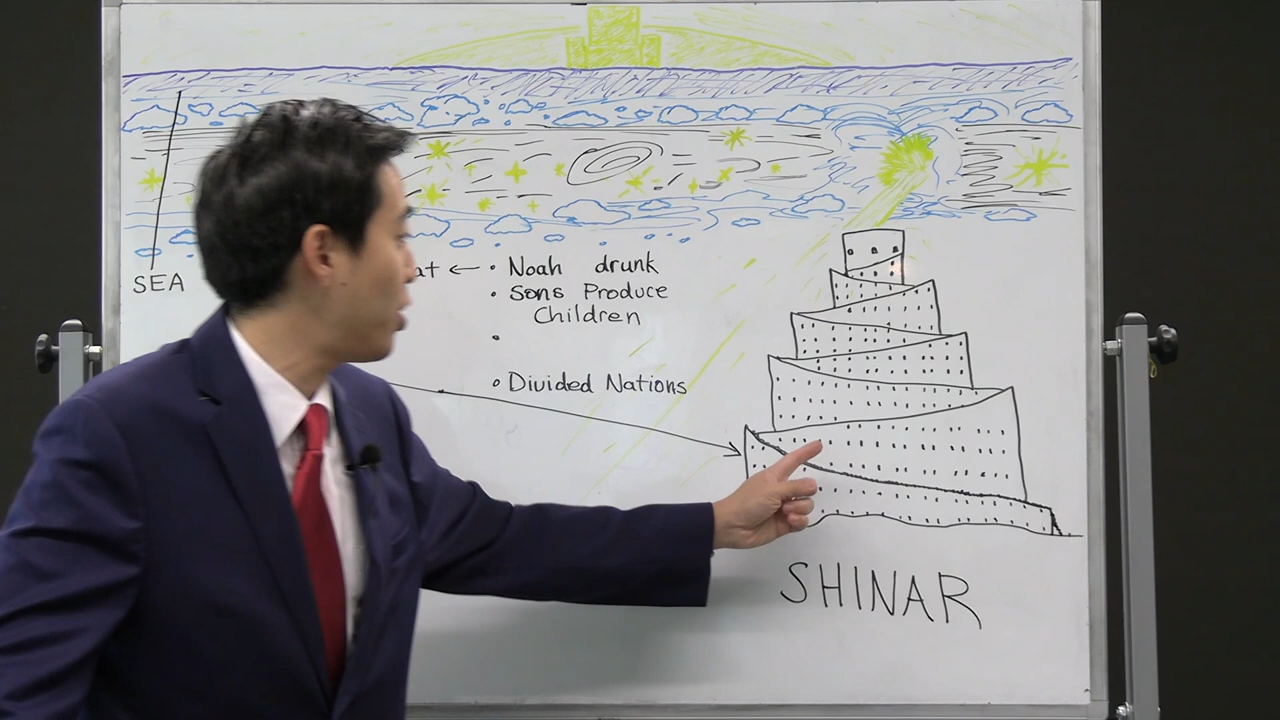 SEA
at ← • Noah drunk
• Sons Produce
Children
•
• Divided Nations
SHINAR